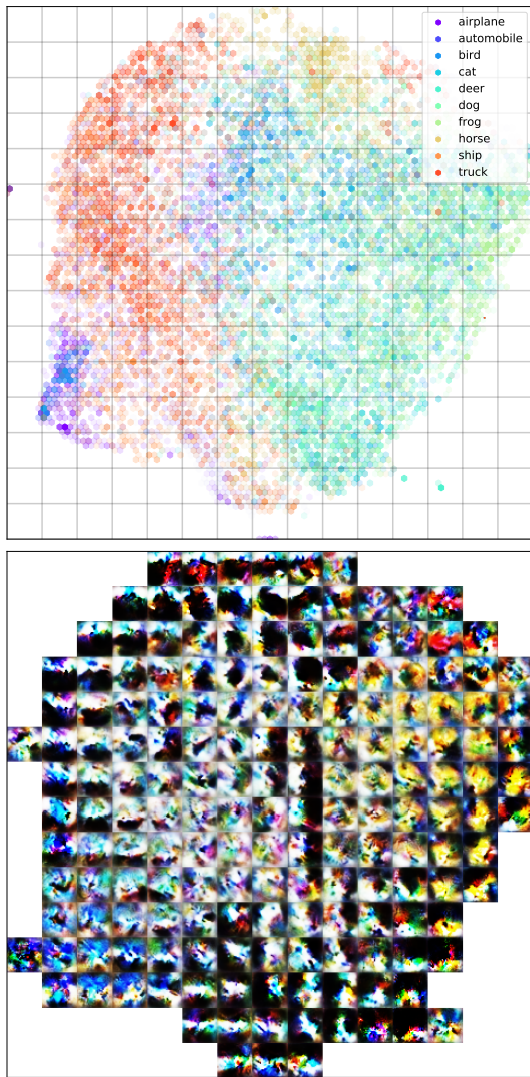 airplane
automobile
bird
cat
deer
dog
frog
horse
ship
truck